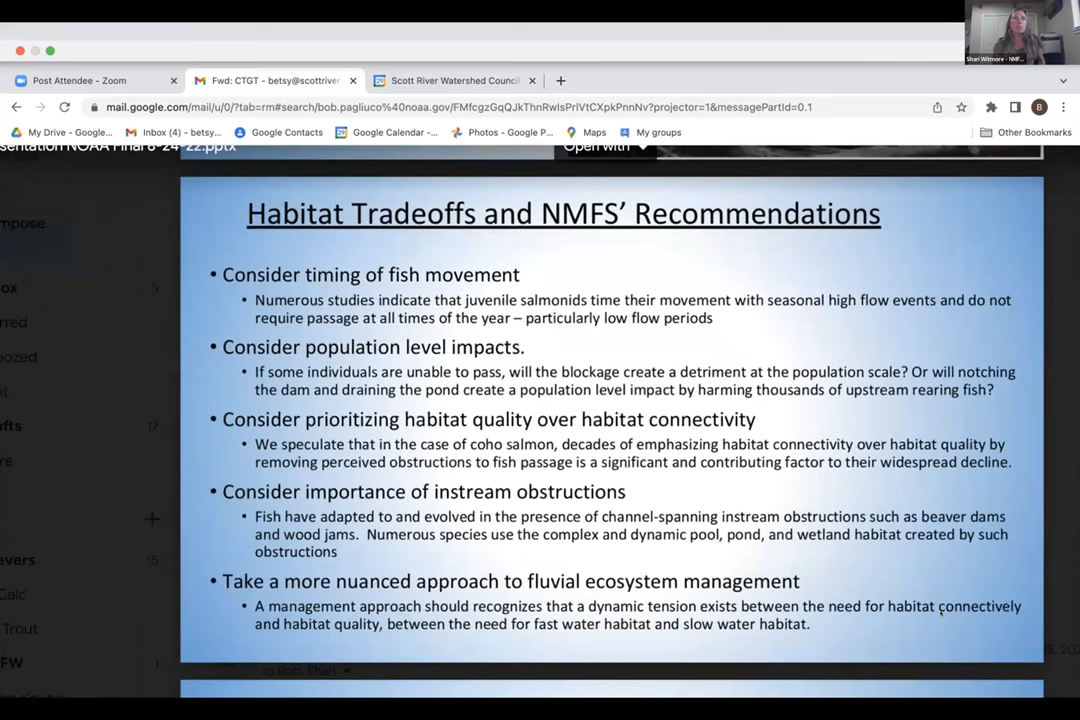 Shari Witmore - NMF...
Post Attendee - Zoom
Fwd: CTGT - betsy@scottriver
Scott River Watershed Council
mail.google.com/mail/u/0/?tab=rm#search/bob.pagliuco%40noaa.gov/FMfcgzGqQJkThnRwlsPrlVtCXpkPnnNv?projector=1&messagePartId=0.1
B
My Drive - Google...
Inbox (4) - betsy...
Google Contacts
Google Calendar -...
Photos - Google P...
Maps
My groups
Other Bookmarks
sentation NOAA Final 8-24-22.pptx
Open with
Habitat Tradeoffs and NMFS’ Recommendations
• Consider timing of fish movement
• Numerous studies indicate that juvenile salmonids time their movement with seasonal high flow events and do not
require passage at all times of the year – particularly low flow periods
• Consider population level impacts.
• If some individuals are unable to pass, will the blockage create a detriment at the population scale? Or will notching
the dam and draining the pond create a population level impact by harming thousands of upstream rearing fish?
• Consider prioritizing habitat quality over habitat connectivity
• We speculate that in the case of coho salmon, decades of emphasizing habitat connectivity over habitat quality by
removing perceived obstructions to fish passage is a significant and contributing factor to their widespread decline.
• Consider importance of instream obstructions
• Fish have adapted to and evolved in the presence of channel-spanning instream obstructions such as beaver dams
and wood jams. Numerous species use the complex and dynamic pool, pond, and wetland habitat created by such
obstructions
• Take a more nuanced approach to fluvial ecosystem management
• A management approach should recognizes that a dynamic tension exists between the need for habitat connectively
and habitat quality, between the need for fast water habitat and slow water habitat.
mpose
ox
5
rred
oozed
nt
afts
17
re
avers
15
Calc
Trout
FW
1
to Bob, Shari
28, 202